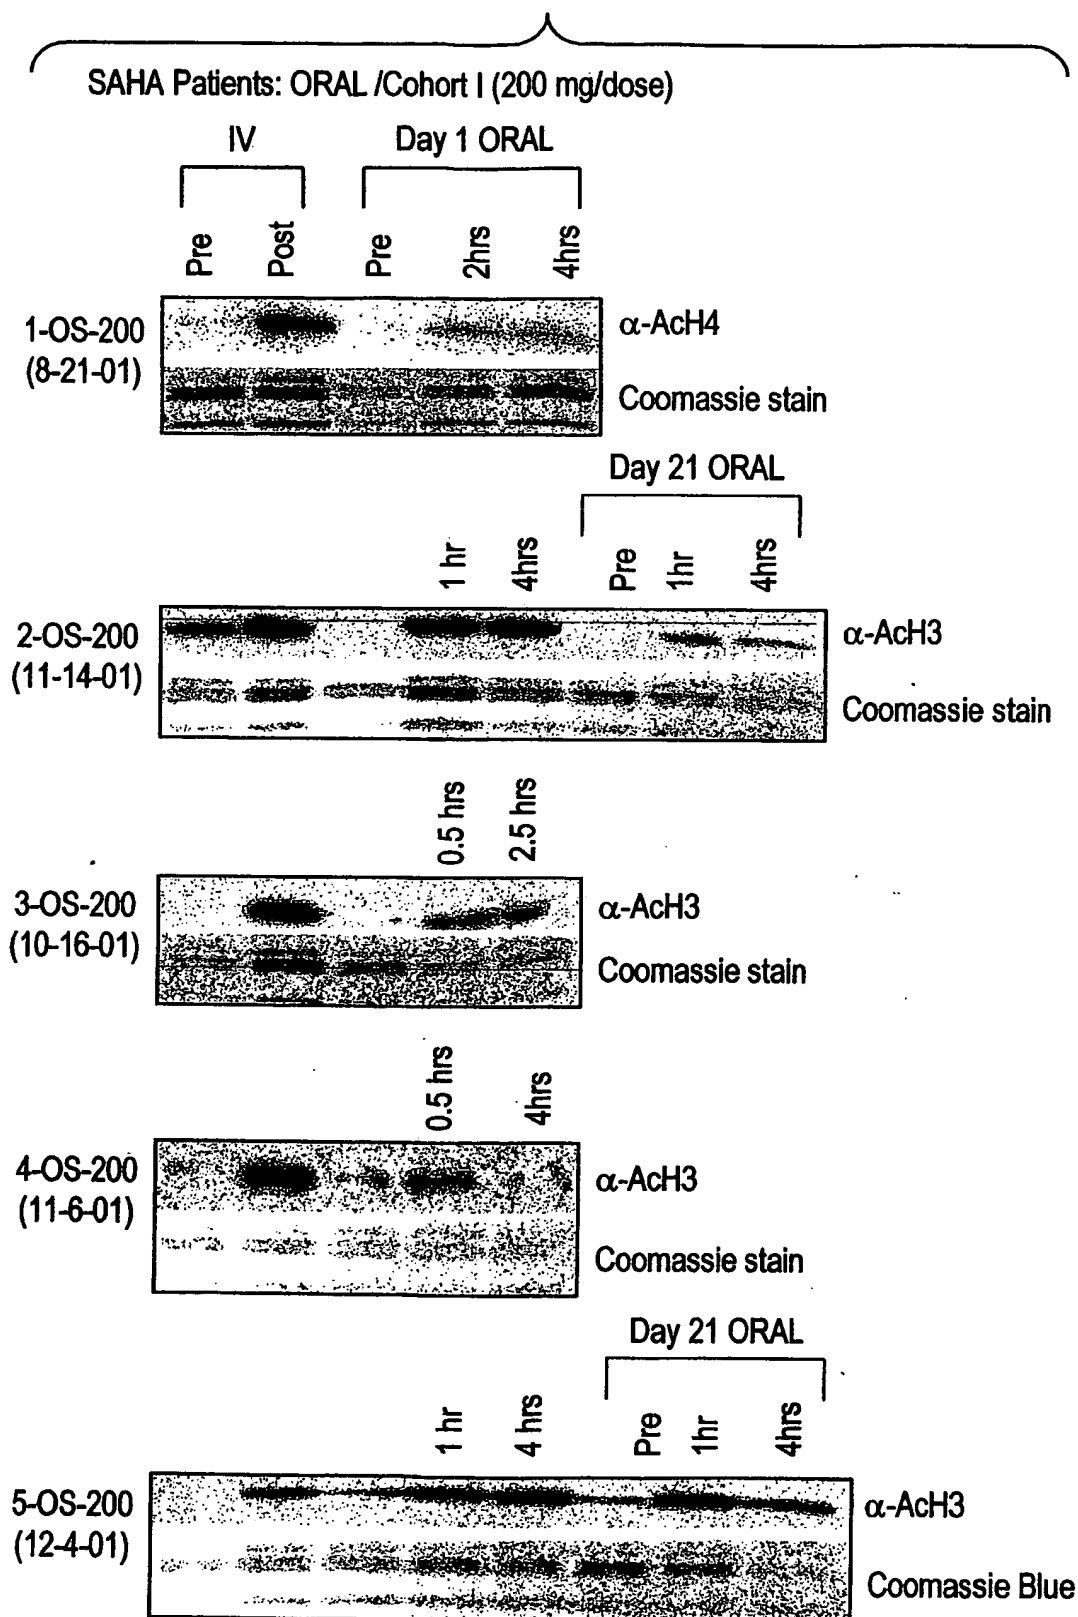 SAHA Patients: ORAL /Cohort I (200 mg/dose)
IV
Day 1 ORAL
Pre
Post
Pre
2hrs
4hrs
1-OS-200
(8-21-01)
α-AcH4
Coomassie stain
Day 21 ORAL
1 hr
4hrs
Pre
1hr
4hrs
2-OS-200
(11-14-01)
α-AcH3
Coomassie stain
0.5 hrs
2.5 hrs
3-OS-200
(10-16-01)
α-AcH3
Coomassie stain
0.5 hrs
4hrs
4-OS-200
(11-6-01)
α-AcH3
Coomassie stain
Day 21 ORAL
1 hr
4 hrs
Pre
1hr
4hrs
5-OS-200
(12-4-01)
α-AcH3
Coomassie Blue